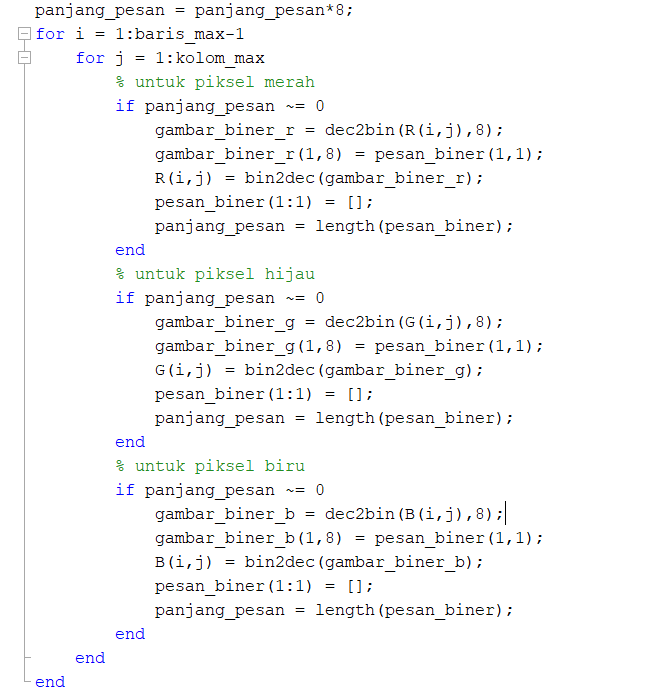 panjang_pesan = panjang_pesan*8;
for i = 1:baris_max-1
    for j = 1:kolom_max
        % untuk piksel merah
        if panjang_pesan ~= 0
            gambar_biner_r = dec2bin(R(i,j),8);
            gambar_biner_r(1,8) = pesan_biner(1,1);
            R(i,j) = bin2dec(gambar_biner_r);
            pesan_biner(1:1) = [];
            panjang_pesan = length(pesan_biner);
        end
        % untuk piksel hijau
        if panjang_pesan ~= 0
            gambar_biner_g = dec2bin(G(i,j),8);
            gambar_biner_g(1,8) = pesan_biner(1,1);
            G(i,j) = bin2dec(gambar_biner_g);
            pesan_biner(1:1) = [];
            panjang_pesan = length(pesan_biner);
        end
        % untuk piksel biru
        if panjang_pesan ~= 0
            gambar_biner_b = dec2bin(B(i,j),8);
            gambar_biner_b(1,8) = pesan_biner(1,1);
            B(i,j) = bin2dec(gambar_biner_b);
            pesan_biner(1:1) = [];
            panjang_pesan = length(pesan_biner);
        end
    end
end